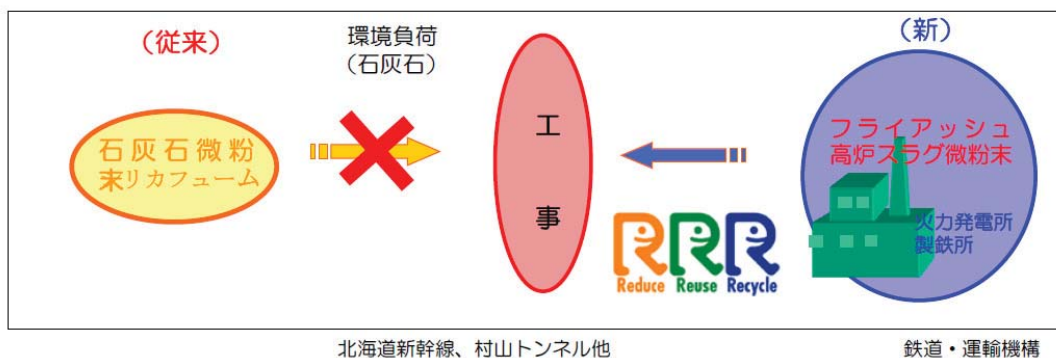 （従来）
石灰石微粉
末リカフューム
環境負荷
（石灰石）
工
事
（新）
フライアッシュ
高炉スラグ微粉末
火力発電所
製鉄所
RRR
Reduce Reuse Recycle
北海道新幹線、村山トンネル他
鉄道・運輸機構